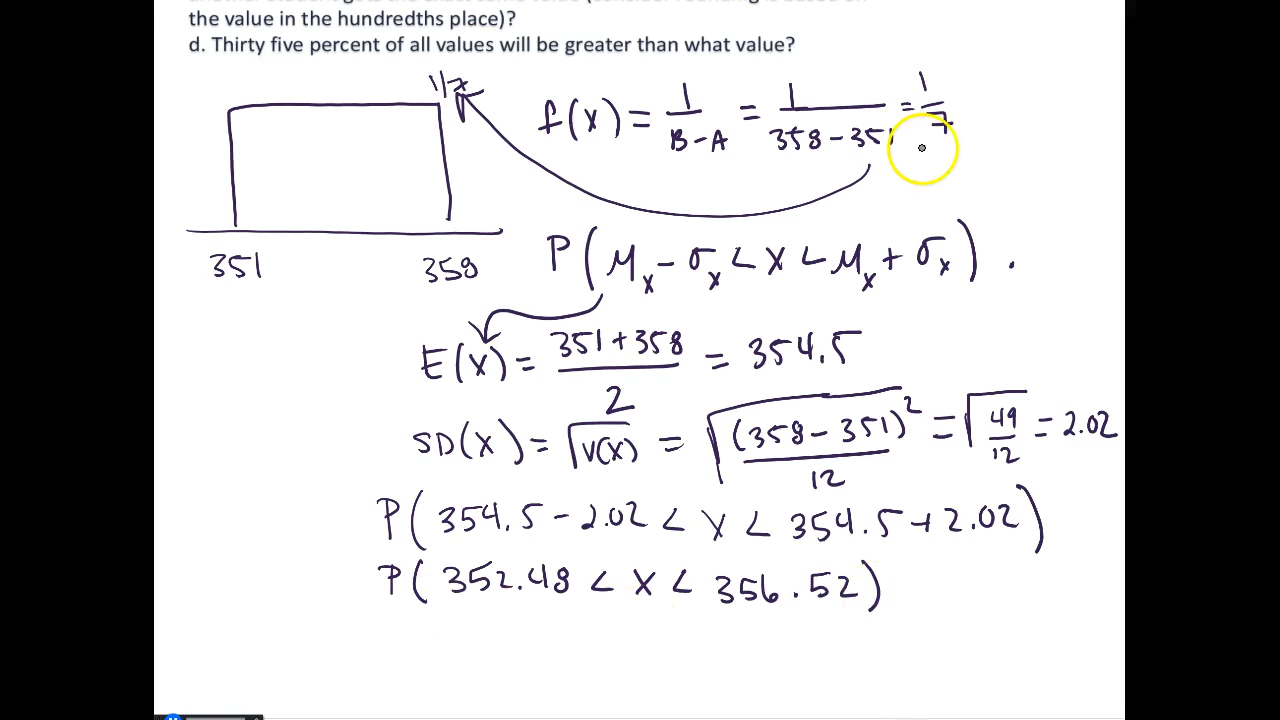 the value in the hundredths place)?
d. Thirty five percent of all values will be greater than what value?
1/7
f(x) = 1/(B-A) = 1/(358-351) = 1/7
351 358
P(μx - σx < x < μx + σx).
E(x) = (351+358)/2 = 354.5
SD(x) = √V(x) = √((358-351)²/12) = √(49/12) = 2.02
P(354.5 - 2.02 < x < 354.5 + 2.02)
P(352.48 < x < 356.52)